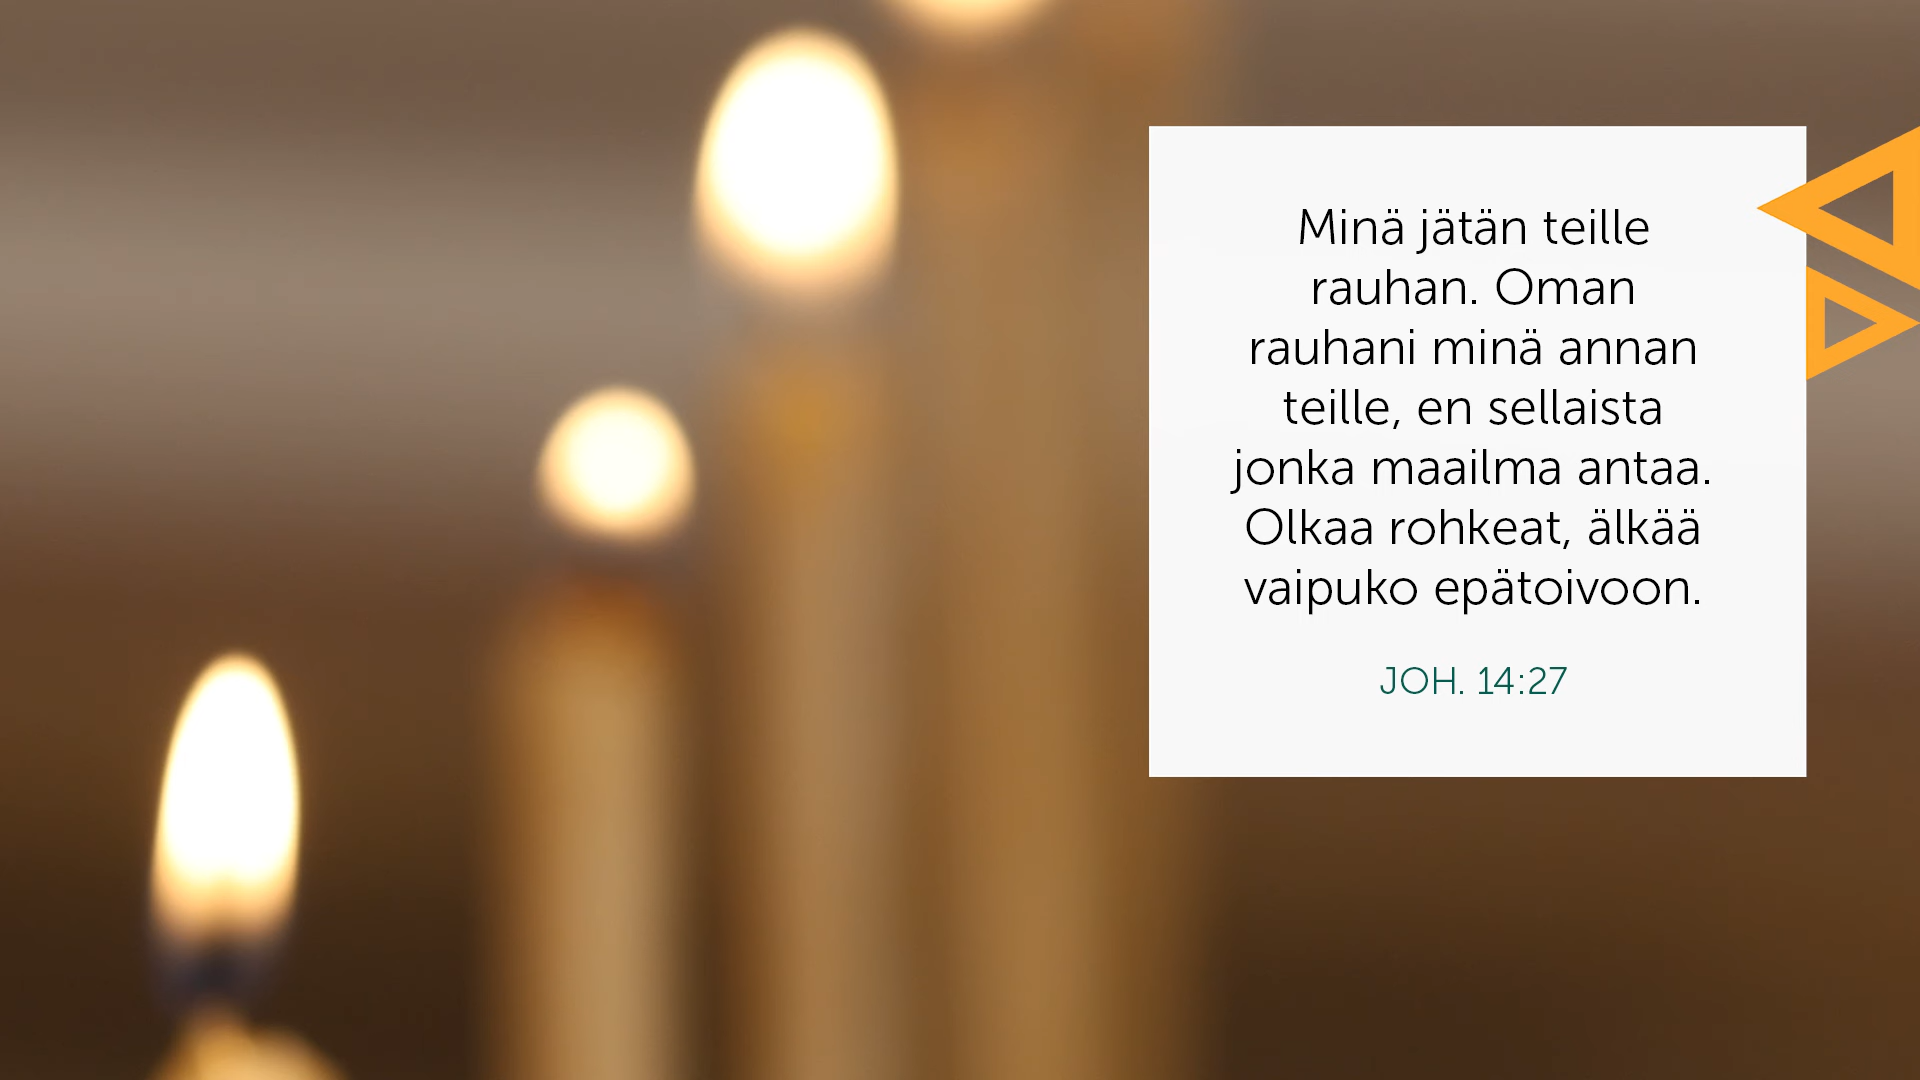 Minä jätän teille
rauhan. Oman
rauhani minä annan
teille, en sellaista
jonka maailma antaa.
Olkaa rohkeat, älkää
vaipuko epätoivoon.
JOH. 14:27